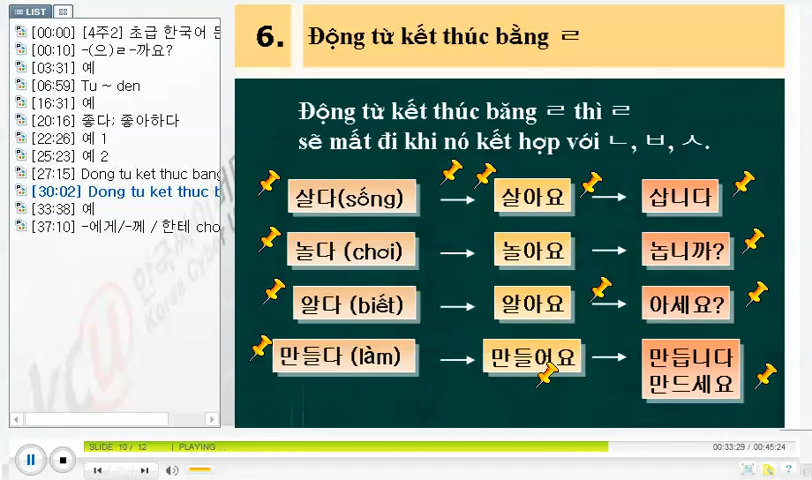 LIST
[00:00] [4주2] 초급 한국어 문
[00:10] -(으)ㄹ-까요?
[03:31] 예
[06:59] Tu ~ den
[16:31] 예
[20:16] 좋다; 좋아하다
[22:26] 예 1
[25:23] 예 2
[27:15] Dong tu ket thuc bang
[30:02] Dong tu ket thuc b
[33:38] 예
[37:10] -에게/-께 / 한테 cho
6. Động từ kết thúc bằng ㄹ
Động từ kết thúc băng ㄹ thì ㄹ
sẽ mất đi khi nó kết hợp với ㄴ, ㅂ, ㅅ.
살다(sống) 살아요 삽니다
놀다 (chơi) 놀아요 놉니까?
알다 (biết) 알아요 아세요?
만들다 (làm) 만들어요 만듭니다
만드세요
SLIDE 10 / 12 PLAYING ...
00:33:29 / 00:45:24